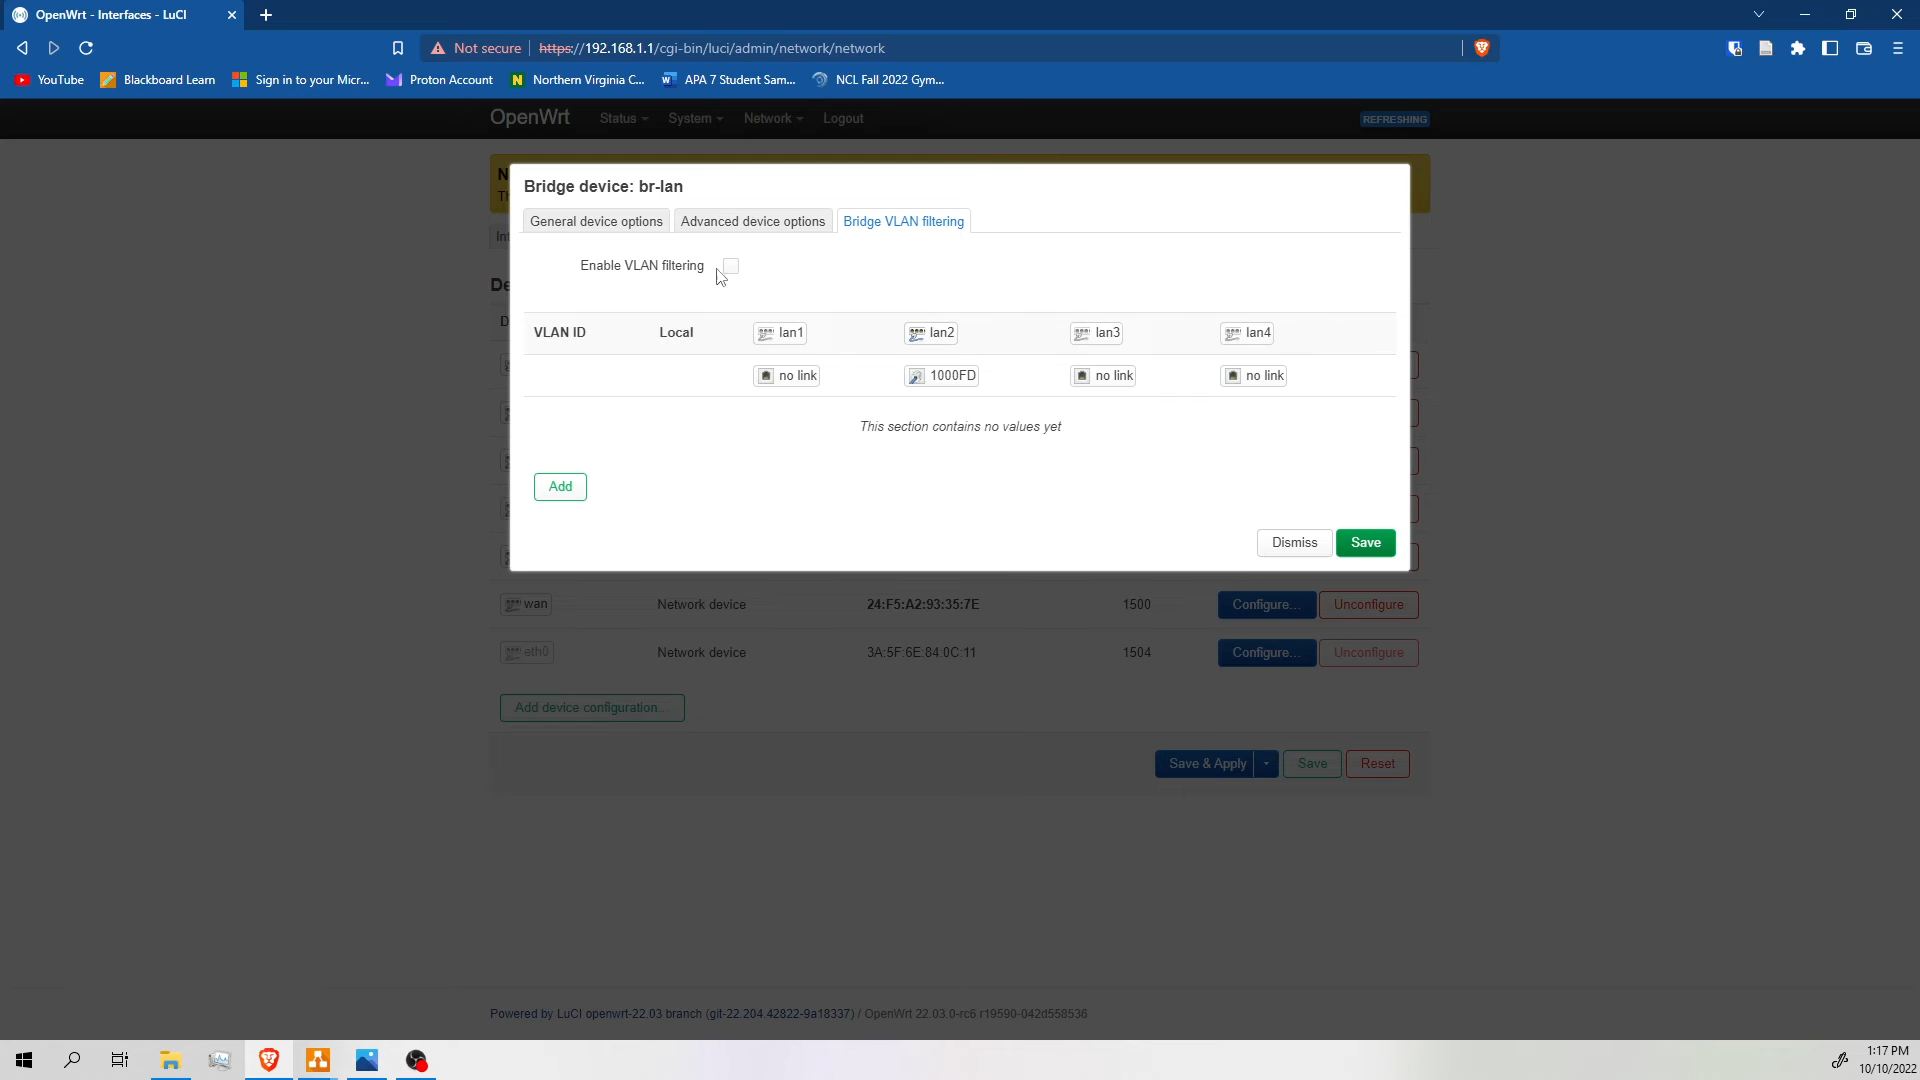 OpenWrt - Interfaces - LuCI
Not secure
https://192.168.1.1/cgi-bin/luci/admin/network/network
YouTube
Blackboard Learn
Sign in to your Micr...
Proton Account
Northern Virginia C...
APA 7 Student Sam...
NCL Fall 2022 Gym...
OpenWrt
Status
System
Network
Logout
REFRESHING
N
Th
Int
De
D
Bridge device: br-lan
General device options
Advanced device options
Bridge VLAN filtering
Enable VLAN filtering
VLAN ID
Local
lan1
lan2
lan3
lan4
no link
1000FD
no link
no link
This section contains no values yet
Add
Dismiss
Save
wan
Network device
24:F5:A2:93:35:7E
1500
Configure...
Unconfigure
eth0
Network device
3A:5F:6E:84:0C:11
1504
Configure...
Unconfigure
Add device configuration...
Save & Apply
Save
Reset
Powered by LuCI openwrt-22.03 branch (git-22.204.42822-9a18337) / OpenWrt 22.03.0-rc6 r19590-042d558536
1:17 PM
10/10/2022